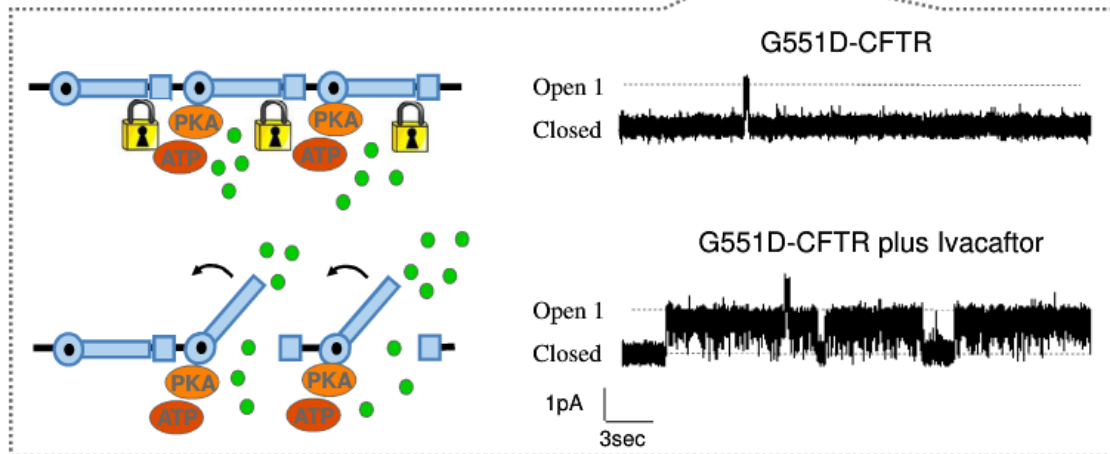 G551D-CFTR
Open 1
Closed
PKA
PKA
ATP
ATP
G551D-CFTR plus Ivacaftor
Open 1
Closed
PKA
PKA
ATP
ATP
1pA
3sec